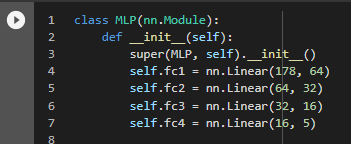 1 class MLP(nn.Module):
2 def __init__(self):
3 super(MLP, self).__init__()
4 self.fc1 = nn.Linear(178, 64)
5 self.fc2 = nn.Linear(64, 32)
6 self.fc3 = nn.Linear(32, 16)
7 self.fc4 = nn.Linear(16, 5)
8